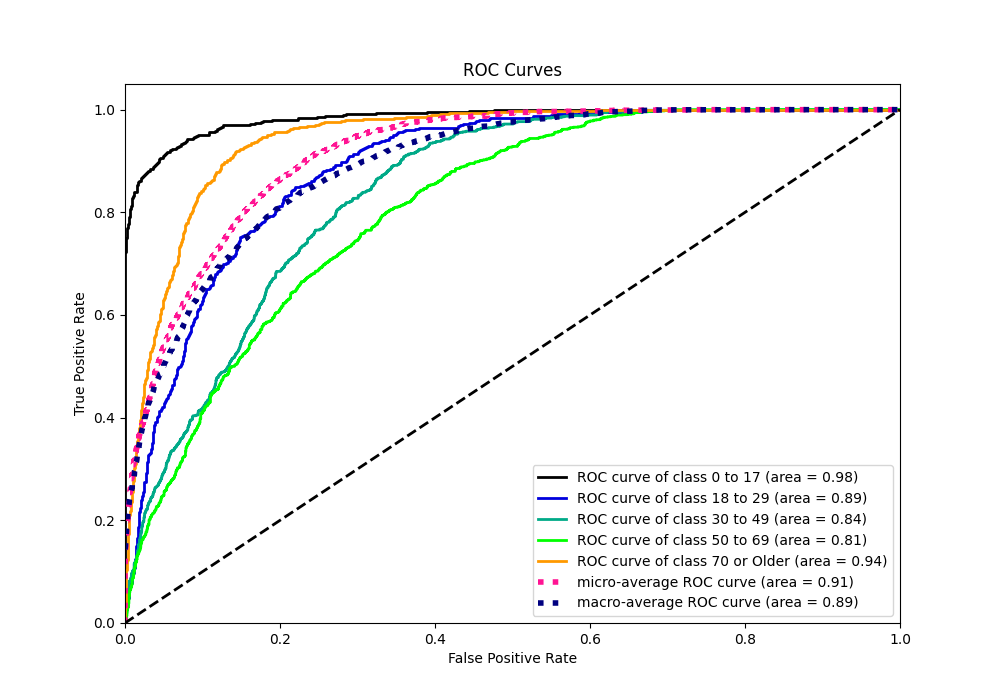 ROC Curves
True Positive Rate
1.0
0.8
0.6
0.4
0.2
0.0
ROC curve of class 0 to 17 (area = 0.98)
ROC curve of class 18 to 29 (area = 0.89)
ROC curve of class 30 to 49 (area = 0.84)
ROC curve of class 50 to 69 (area = 0.81)
ROC curve of class 70 or Older (area = 0.94)
micro-average ROC curve (area = 0.91)
macro-average ROC curve (area = 0.89)
0.0 0.2 0.4 0.6 0.8 1.0
False Positive Rate